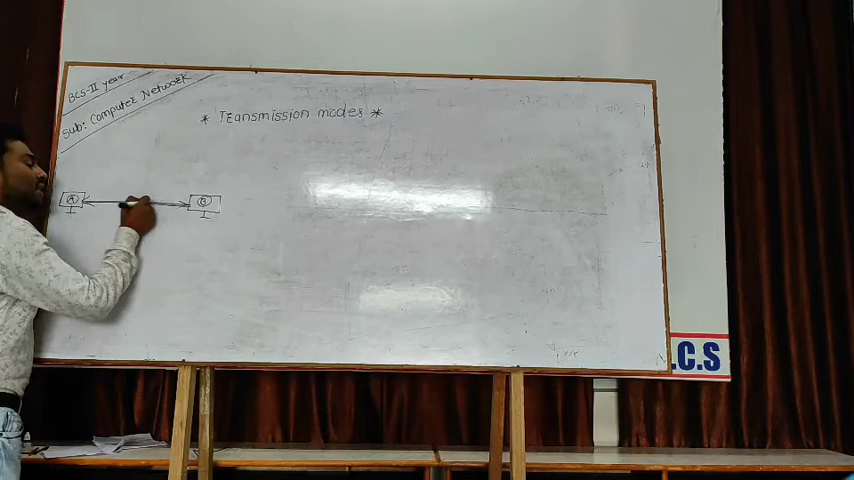 BCS-II year
Sub: Computer Network
* Transmission modes *
A
B
.C.S